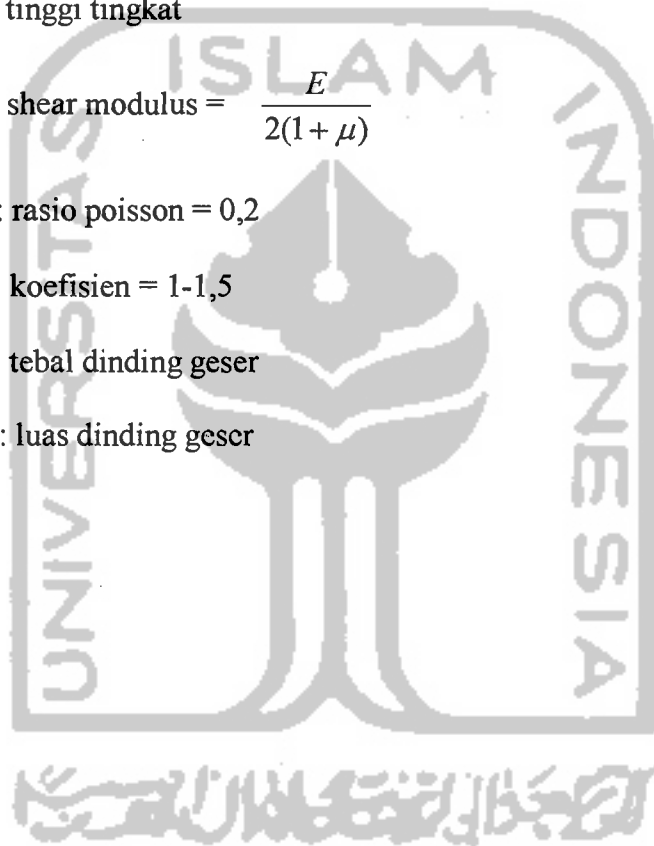 tinggi tingkat
shear modulus = E / 2(1 + μ)
: rasio poisson = 0,2
koefisien = 1-1,5
tebal dinding geser
: luas dinding geser
UNIVERSITAS
ISLAM
INDONESIA